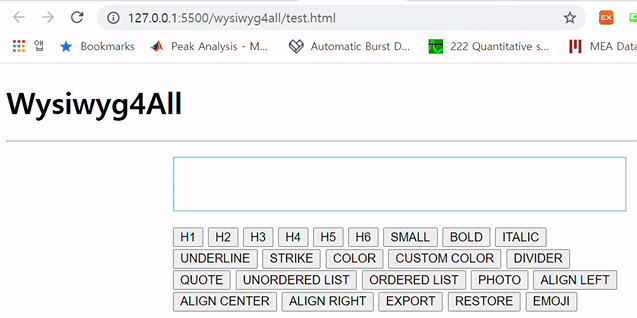 127.0.0.1:5500/wysiwyg4all/test.html
EX
앱 Bookmarks Peak Analysis - M... Automatic Burst D... 222 Quantitative s... MEA Data
Wysiwyg4All
H1 H2 H3 H4 H5 H6 SMALL BOLD ITALIC
UNDERLINE STRIKE COLOR CUSTOM COLOR DIVIDER
QUOTE UNORDERED LIST ORDERED LIST PHOTO ALIGN LEFT
ALIGN CENTER ALIGN RIGHT EXPORT RESTORE EMOJI